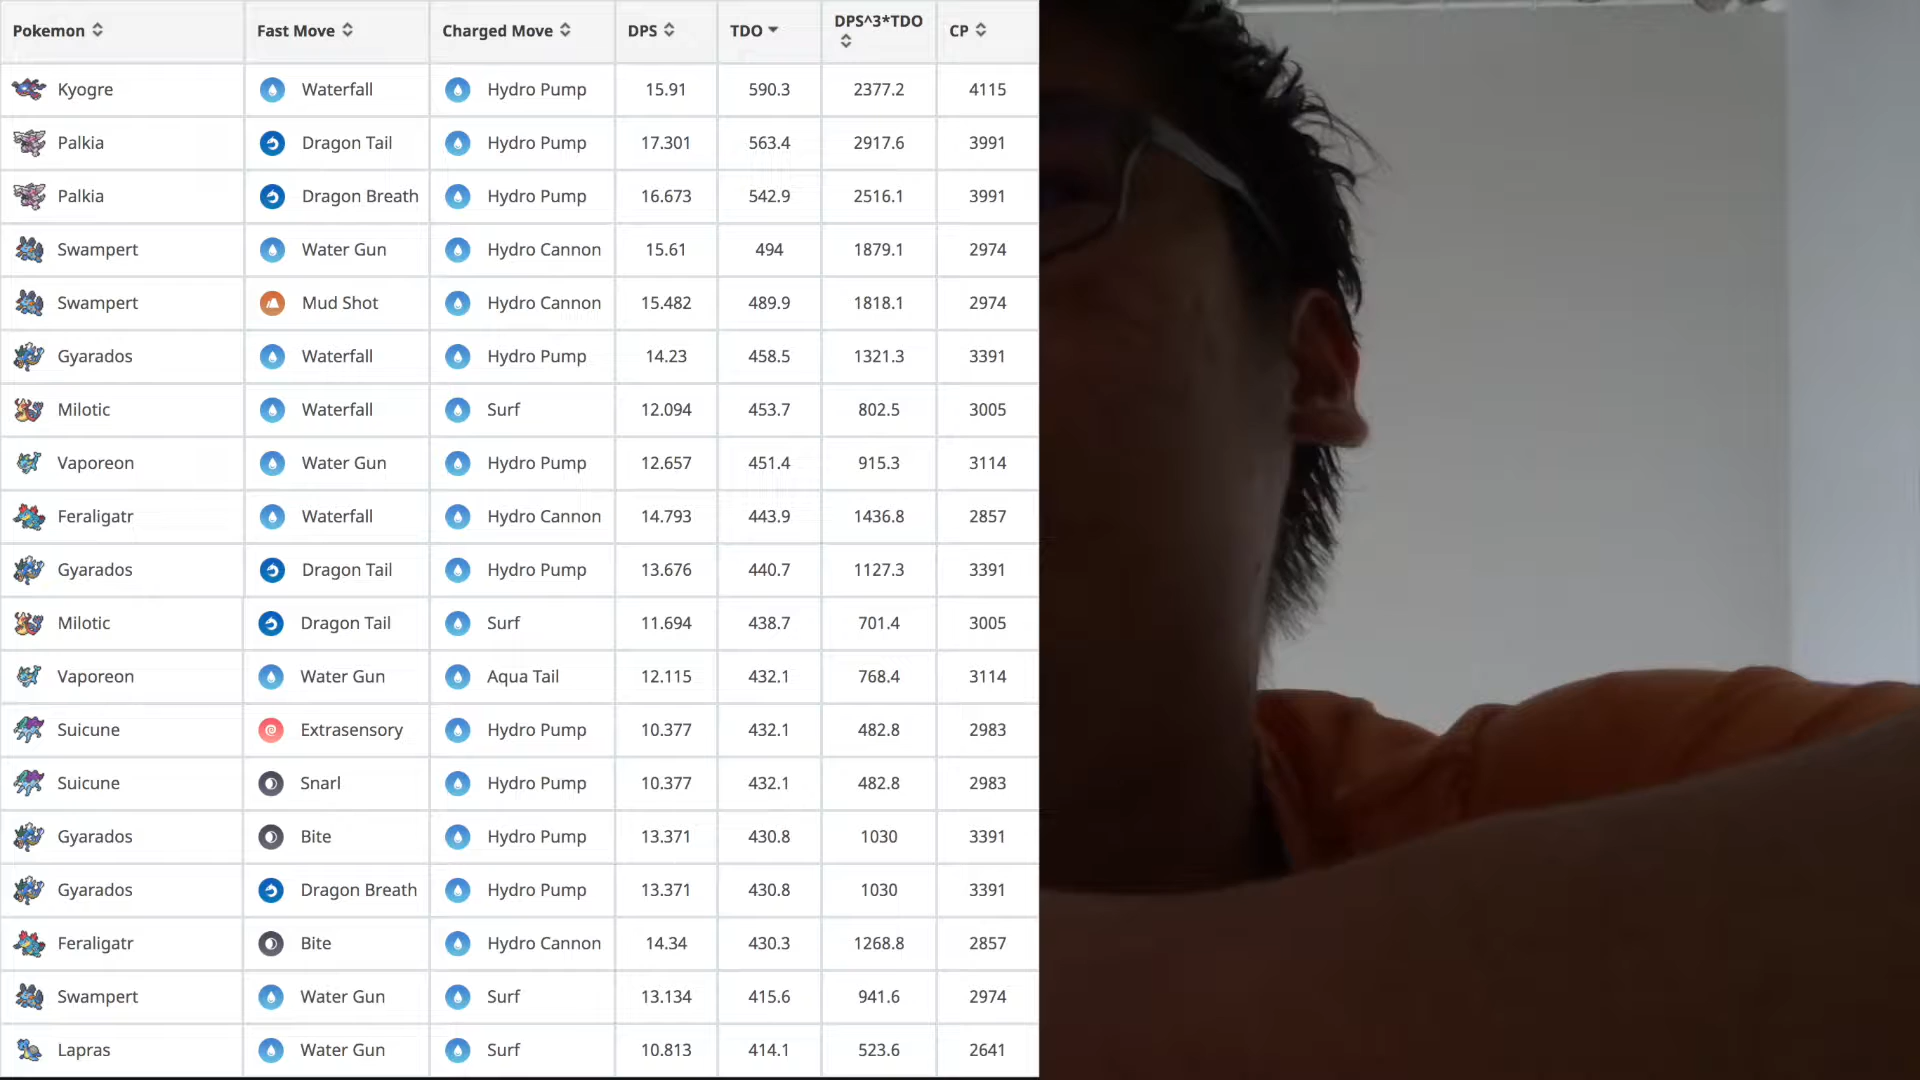 Pokemon Fast Move Charged Move DPS TDO DPS^3*TDO CP
Kyogre Waterfall Hydro Pump 15.91 590.3 2377.2 4115
Palkia Dragon Tail Hydro Pump 17.301 563.4 2917.6 3991
Palkia Dragon Breath Hydro Pump 16.673 542.9 2516.1 3991
Swampert Water Gun Hydro Cannon 15.61 494 1879.1 2974
Swampert Mud Shot Hydro Cannon 15.482 489.9 1818.1 2974
Gyarados Waterfall Hydro Pump 14.23 458.5 1321.3 3391
Milotic Waterfall Surf 12.094 453.7 802.5 3005
Vaporeon Water Gun Hydro Pump 12.657 451.4 915.3 3114
Feraligatr Waterfall Hydro Cannon 14.793 443.9 1436.8 2857
Gyarados Dragon Tail Hydro Pump 13.676 440.7 1127.3 3391
Milotic Dragon Tail Surf 11.694 438.7 701.4 3005
Vaporeon Water Gun Aqua Tail 12.115 432.1 768.4 3114
Suicune Extrasensory Hydro Pump 10.377 432.1 482.8 2983
Suicune Snarl Hydro Pump 10.377 432.1 482.8 2983
Gyarados Bite Hydro Pump 13.371 430.8 1030 3391
Gyarados Dragon Breath Hydro Pump 13.371 430.8 1030 3391
Feraligatr Bite Hydro Cannon 14.34 430.3 1268.8 2857
Swampert Water Gun Surf 13.134 415.6 941.6 2974
Lapras Water Gun Surf 10.813 414.1 523.6 2641